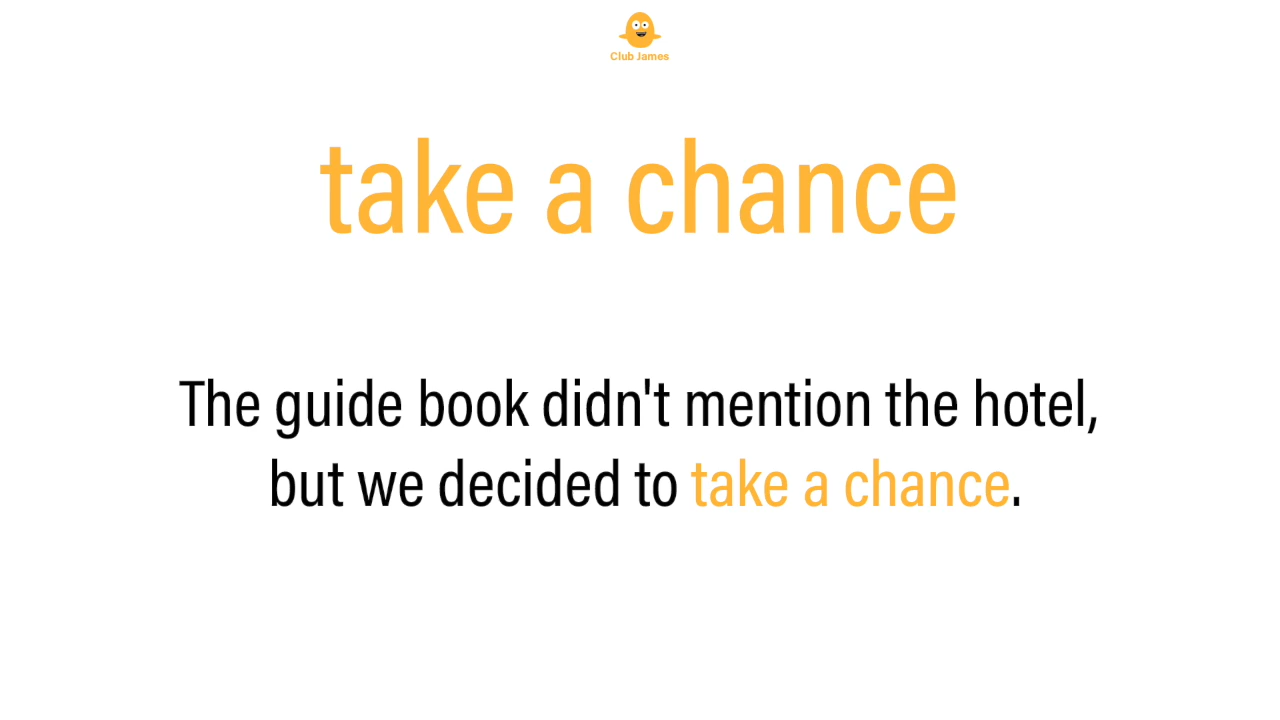 Club James
take a chance
The guide book didn't mention the hotel,
but we decided to take a chance.